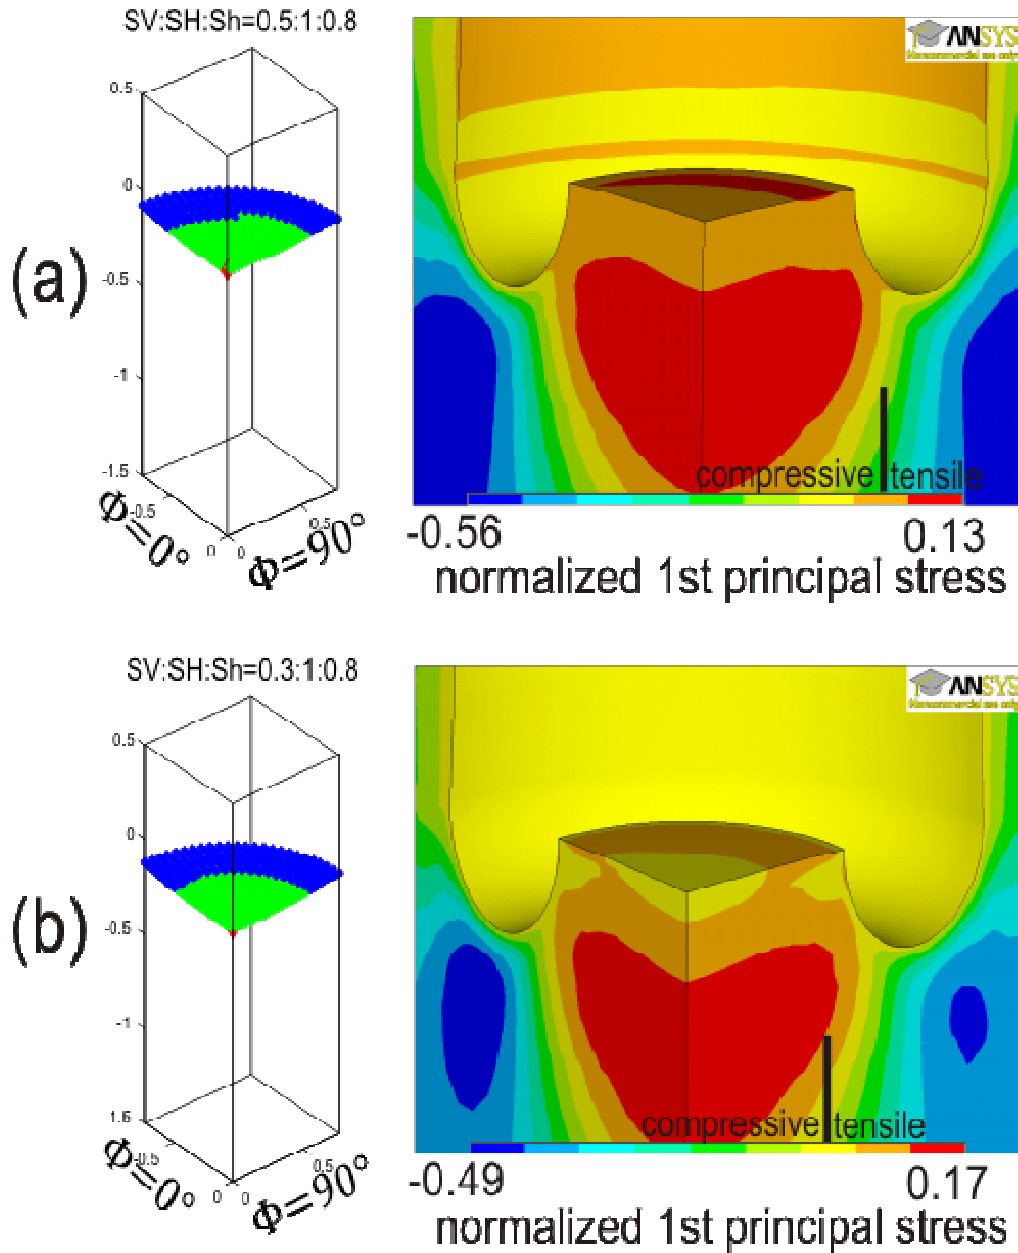 SV:SH:Sh=0.5:1:0.8
ANSYS
0.5
0
(a)
-0.5
-1
-1.5
compressive tensile
-0.5
0.5
0 0
Φ=0°
Φ=90°
-0.56
0.13
normalized 1st principal stress
SV:SH:Sh=0.3:1:0.8
ANSYS
0.5
0
(b)
-0.5
-1
1.5
compressive tensile
-0.5
0.5
0 0
Φ=0°
Φ=90°
-0.49
0.17
normalized 1st principal stress